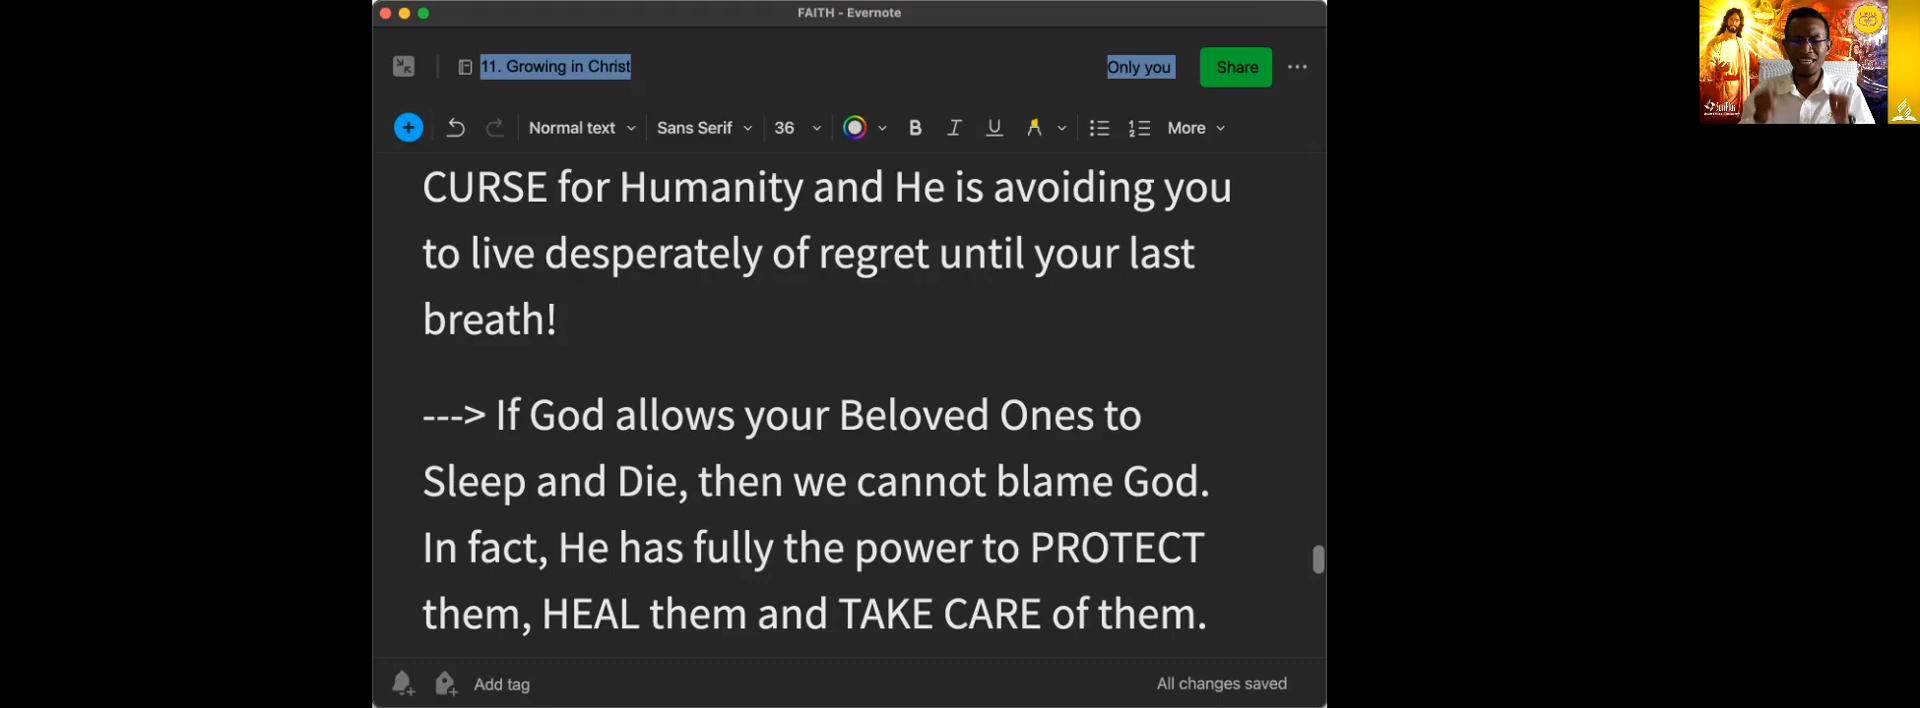 FAITH - Evernote
11. Growing in Christ
Only you
Share
Normal text
Sans Serif
36
B
I
U
More
CURSE for Humanity and He is avoiding you
to live desperately of regret until your last
breath!
---> If God allows your Beloved Ones to
Sleep and Die, then we cannot blame God.
In fact, He has fully the power to PROTECT
them, HEAL them and TAKE CARE of them.
Add tag
All changes saved